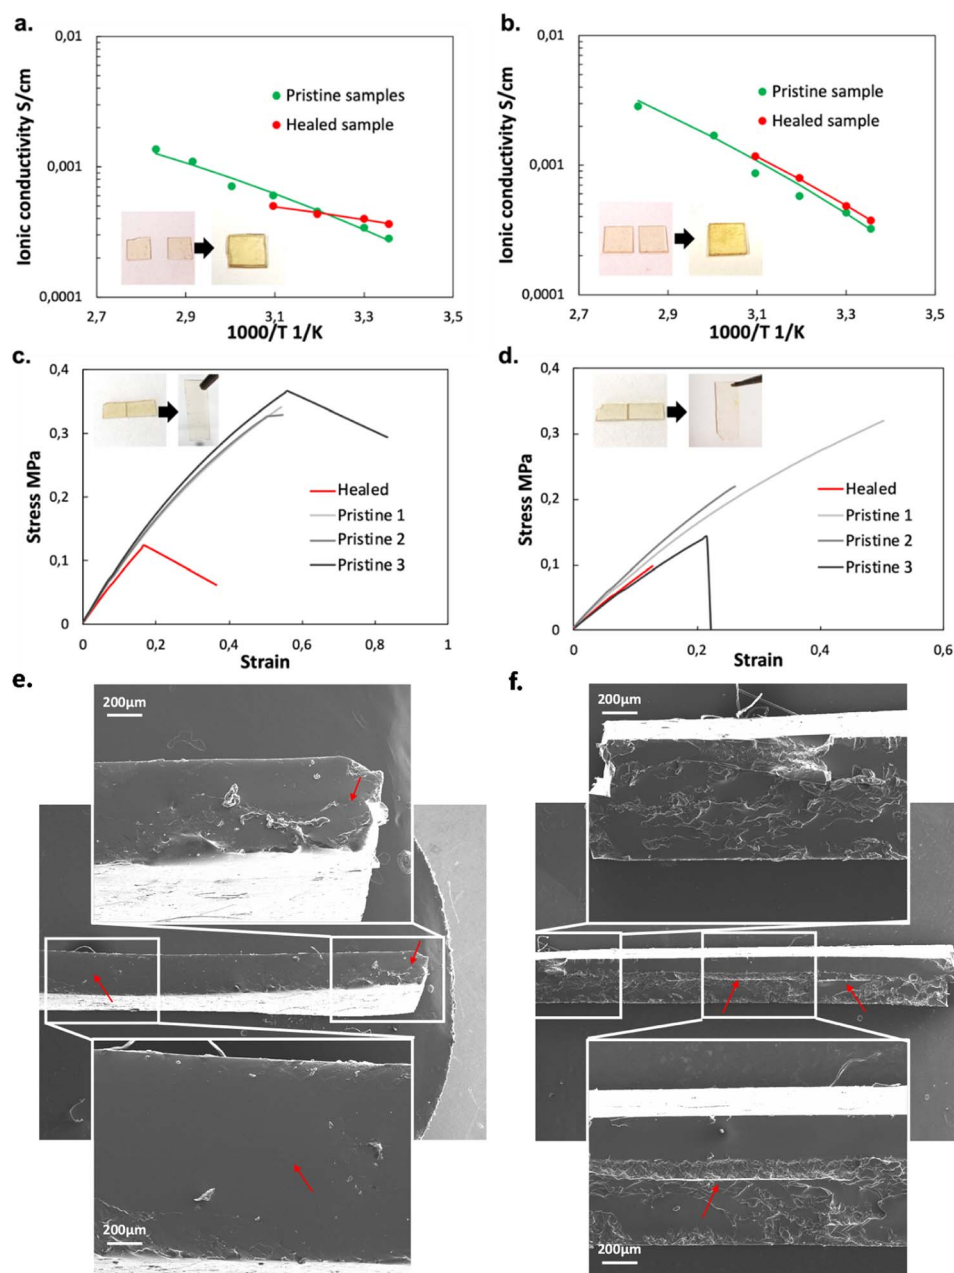 a.
0,01
Ionic conductivity S/cm
Pristine samples
Healed sample
0,001
0,0001
2,7
2,9
3,1
3,3
3,5
1000/T 1/K
b.
0,01
Ionic conductivity S/cm
Pristine sample
Healed sample
0,001
0,0001
2,7
2,9
3,1
3,3
3,5
1000/T 1/K
c.
0,4
0,3
0,2
0,1
0
Stress MPa
Healed
Pristine 1
Pristine 2
Pristine 3
0
0,2
0,4
0,6
0,8
1
Strain
d.
0,4
0,3
0,2
0,1
0
Stress MPa
Healed
Pristine 1
Pristine 2
Pristine 3
0
0,2
0,4
0,6
Strain
e.
200µm
200µm
f.
200µm
200µm